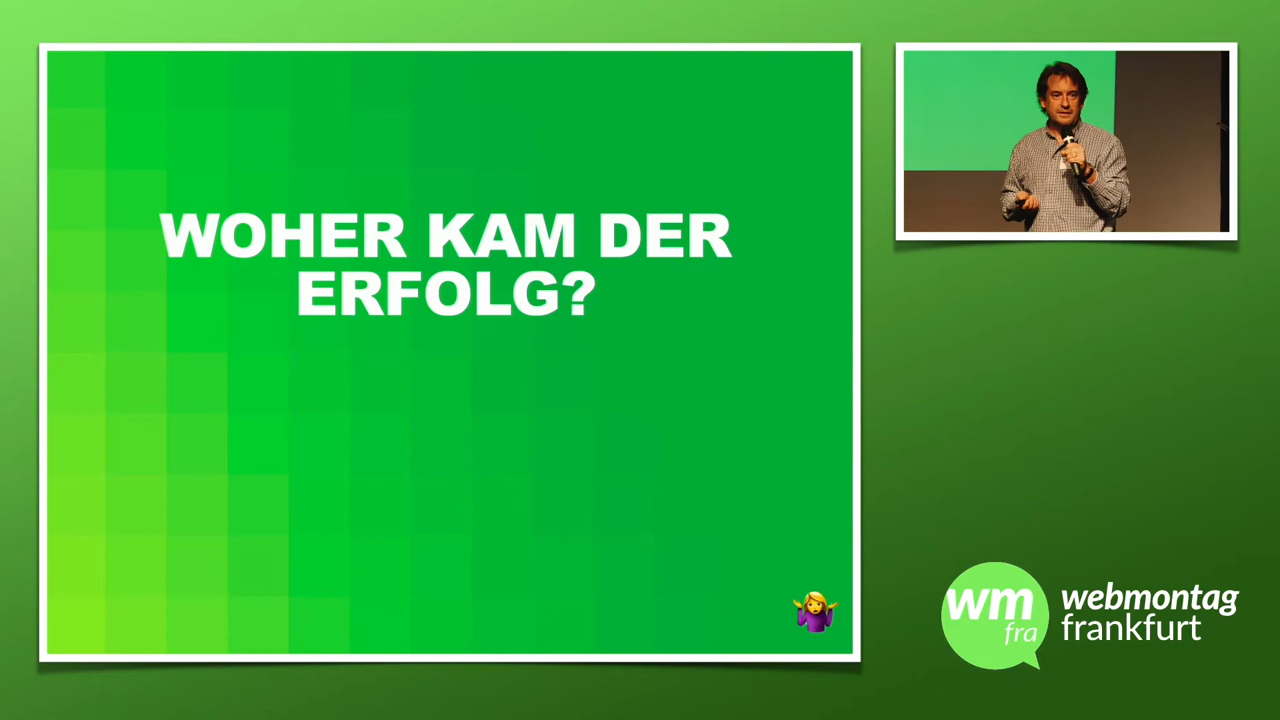 WOHER KAM DER
ERFOLG?
wm
fra
webmontag
frankfurt